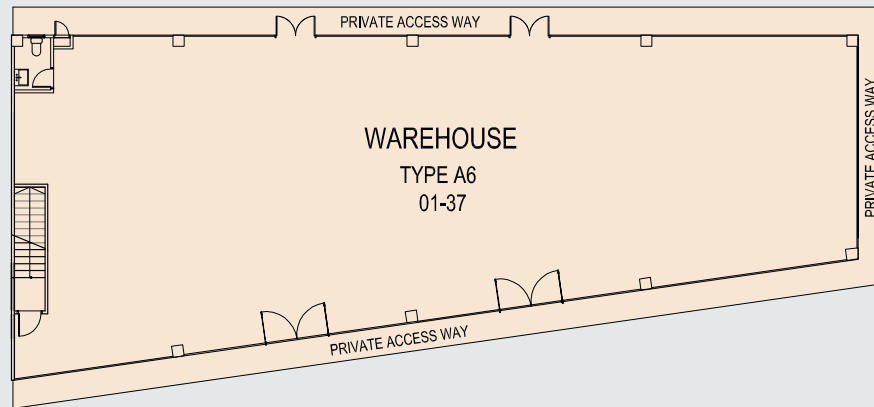 PRIVATE ACCESS WAY
WAREHOUSE
TYPE A6
01-37
PRIVATE ACCESS WAY
PRIVATE ACCESS WAY